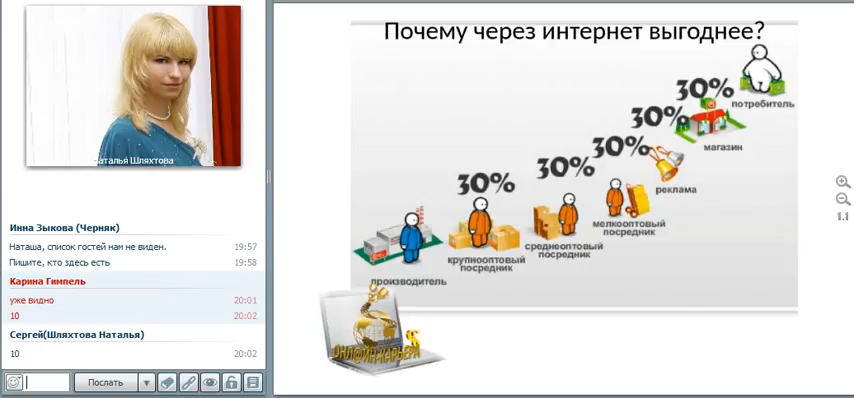 Наталья Шляхтова
Инна Зыкова (Черняк)
Наташа, список гостей нам не виден. 19:57
Пишите, кто здесь есть 19:58
Карина Гимпель
уже видно 20:01
10 20:02
Сергей(Шляхтова Наталья)
10 20:02
Послать
Почему через интернет выгоднее?
30%
потребитель
30%
магазин
30%
реклама
30%
мелкооптовый
посредник
30%
среднеоптовый
посредник
крупнооптовый
посредник
производитель
ОНЛАЙН-КАРЬЕРА
$
1.1